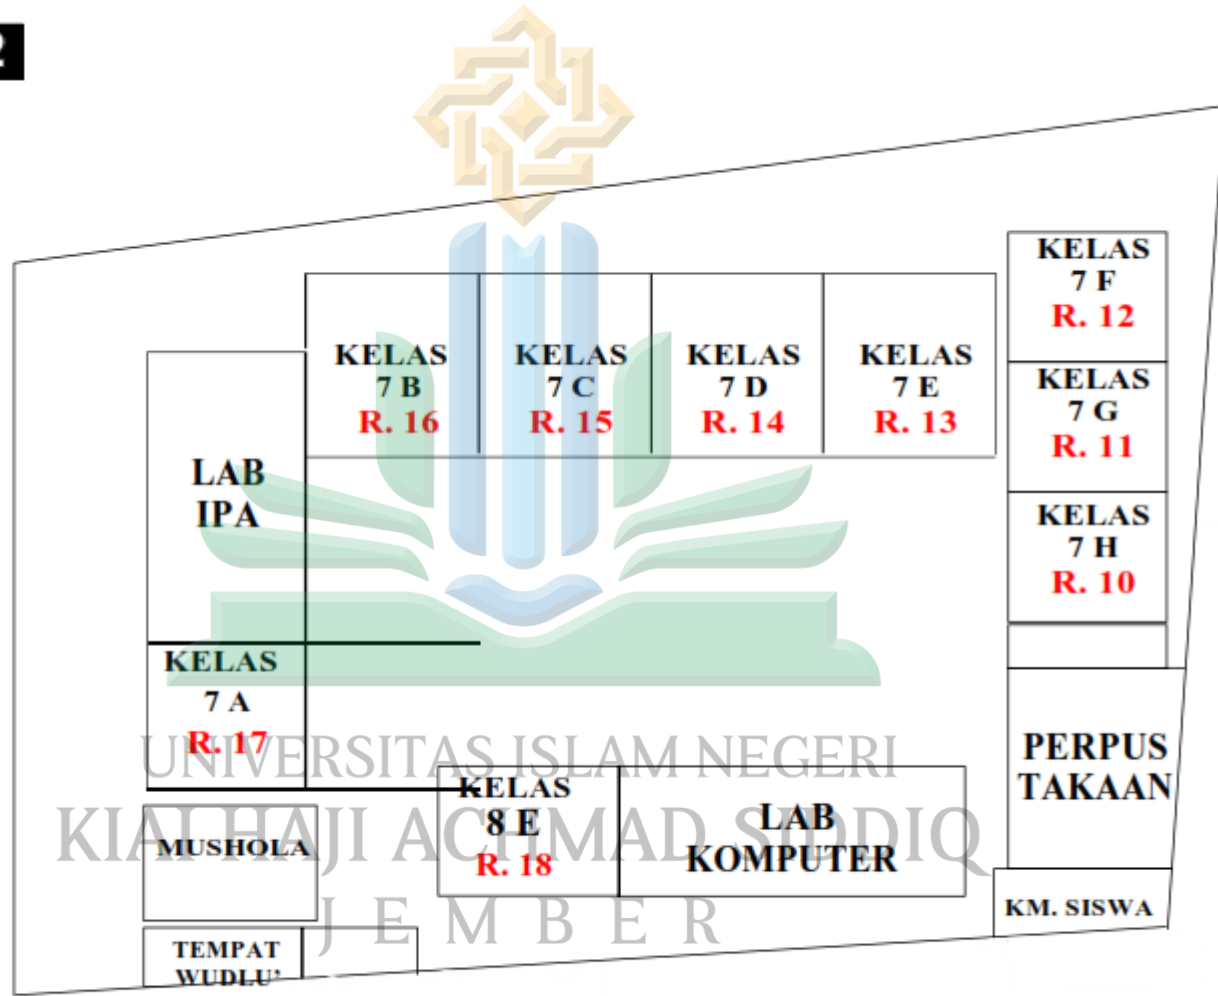 2
KELAS
7 F
R. 12
KELAS
7 B
R. 16
KELAS
7 C
R. 15
KELAS
7 D
R. 14
KELAS
7 E
R. 13
KELAS
7 G
R. 11
LAB
IPA
KELAS
7 H
R. 10
KELAS
7 A
R. 17
PERPUS
TAKAAN
UNIVERSITAS ISLAM NEGERI
KIAI HAJI ACHMAD SIDDIQ
JEMBER
KELAS
8 E
R. 18
LAB
KOMPUTER
MUSHOLA
KM. SISWA
TEMPAT
WUDLU'